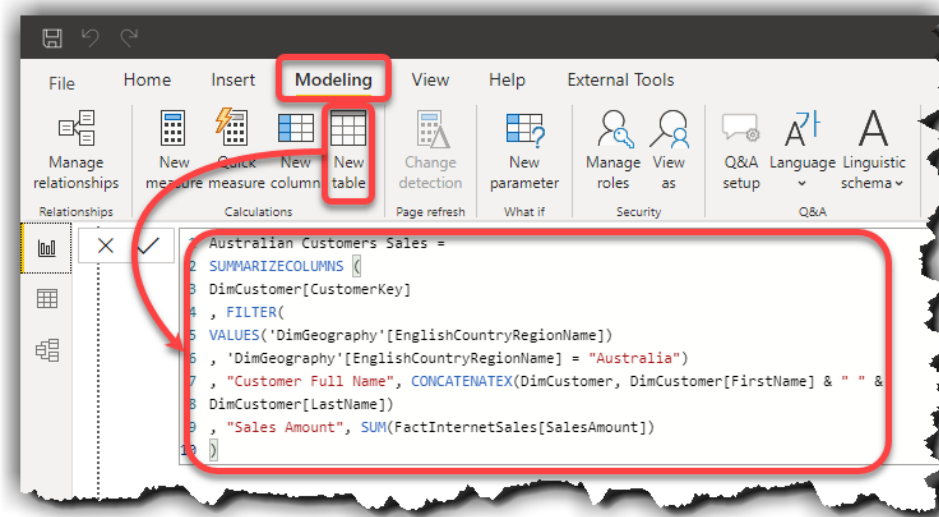 File Home Insert Modeling View Help External Tools
Manage relationships
New measure
Quick measure
New column
New table
Change detection
New parameter
Manage roles
View as
Q&A setup
Language
Linguistic schema
Relationships Calculations Page refresh What if Security Q&A
1 Australian Customers Sales =
2 SUMMARIZECOLUMNS (
3 DimCustomer[CustomerKey]
4 , FILTER(
5 VALUES('DimGeography'[EnglishCountryRegionName])
6 , 'DimGeography'[EnglishCountryRegionName] = "Australia")
7 , "Customer Full Name", CONCATENATEX(DimCustomer, DimCustomer[FirstName] & " " &
8 DimCustomer[LastName])
9 , "Sales Amount", SUM(FactInternetSales[SalesAmount])
10 )